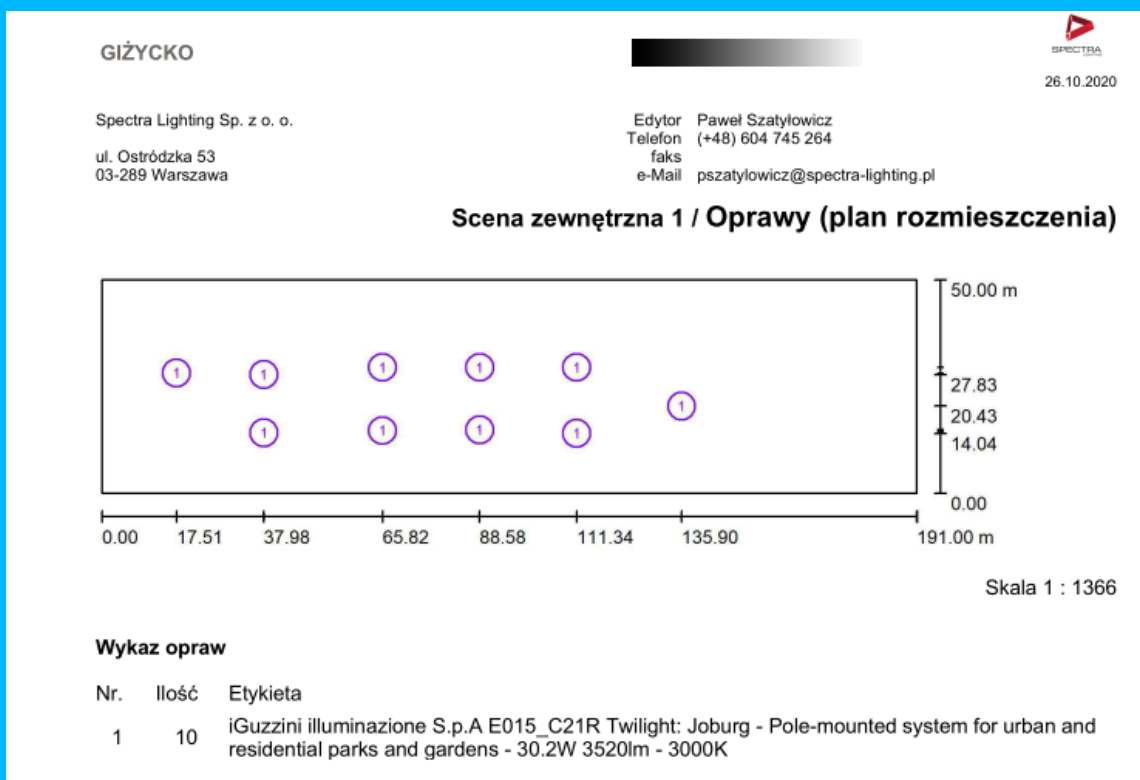 GIŻYCKO
SPECTRA
26.10.2020
Spectra Lighting Sp. z o. o.
ul. Ostródzka 53
03-289 Warszawa
Edytor Paweł Szatyłowicz
Telefon (+48) 604 745 264
faks
e-Mail pszatylowicz@spectra-lighting.pl
Scena zewnętrzna 1 / Oprawy (plan rozmieszczenia)
50.00 m
1 1 1 1 1
27.83
1
20.43
1 1 1 1
14.04
0.00
0.00 17.51 37.98 65.82 88.58 111.34 135.90 191.00 m
Skala 1 : 1366
Wykaz opraw
Nr. Ilość Etykieta
1 10 iGuzzini illuminazione S.p.A E015_C21R Twilight: Joburg - Pole-mounted system for urban and
residential parks and gardens - 30.2W 3520lm - 3000K